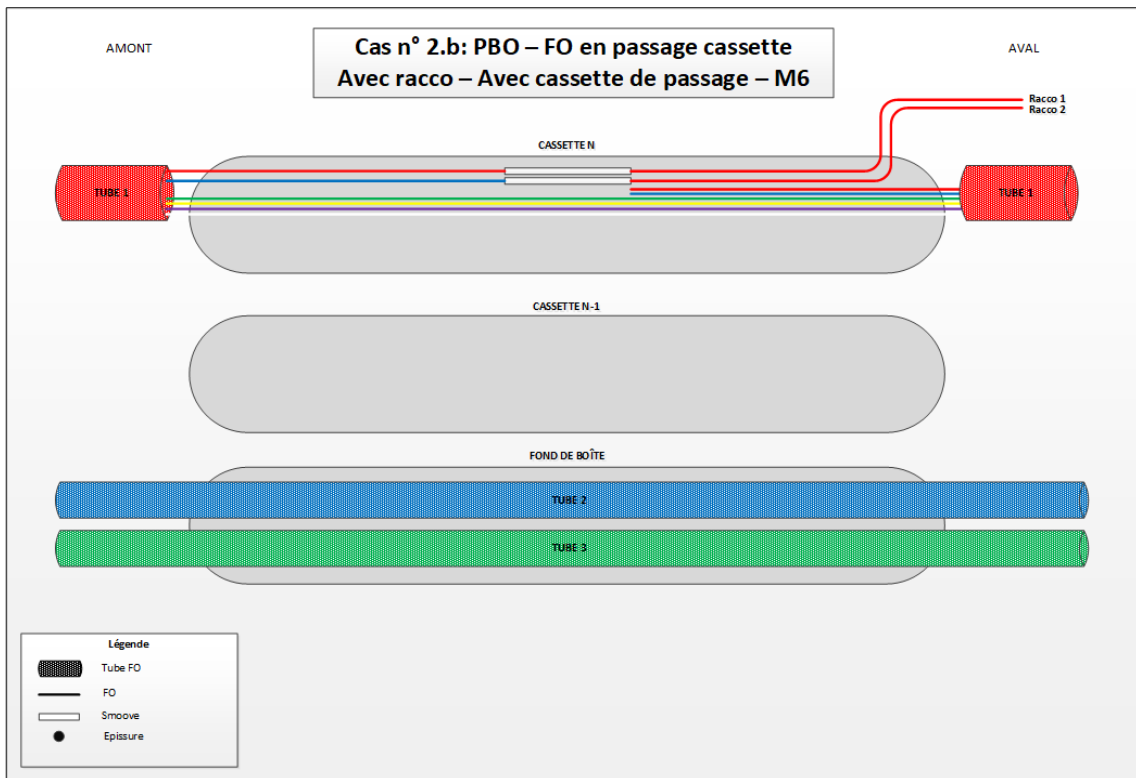 AMONT
Cas n° 2.b: PBO – FO en passage cassette
Avec racco – Avec cassette de passage – M6
AVAL
Racco 1
Racco 2
CASSETTE N
TUBE 1
TUBE 1
CASSETTE N-1
FOND DE BOÎTE
TUBE 2
TUBE 3
Légende
Tube FO
FO
Smoove
Epissure